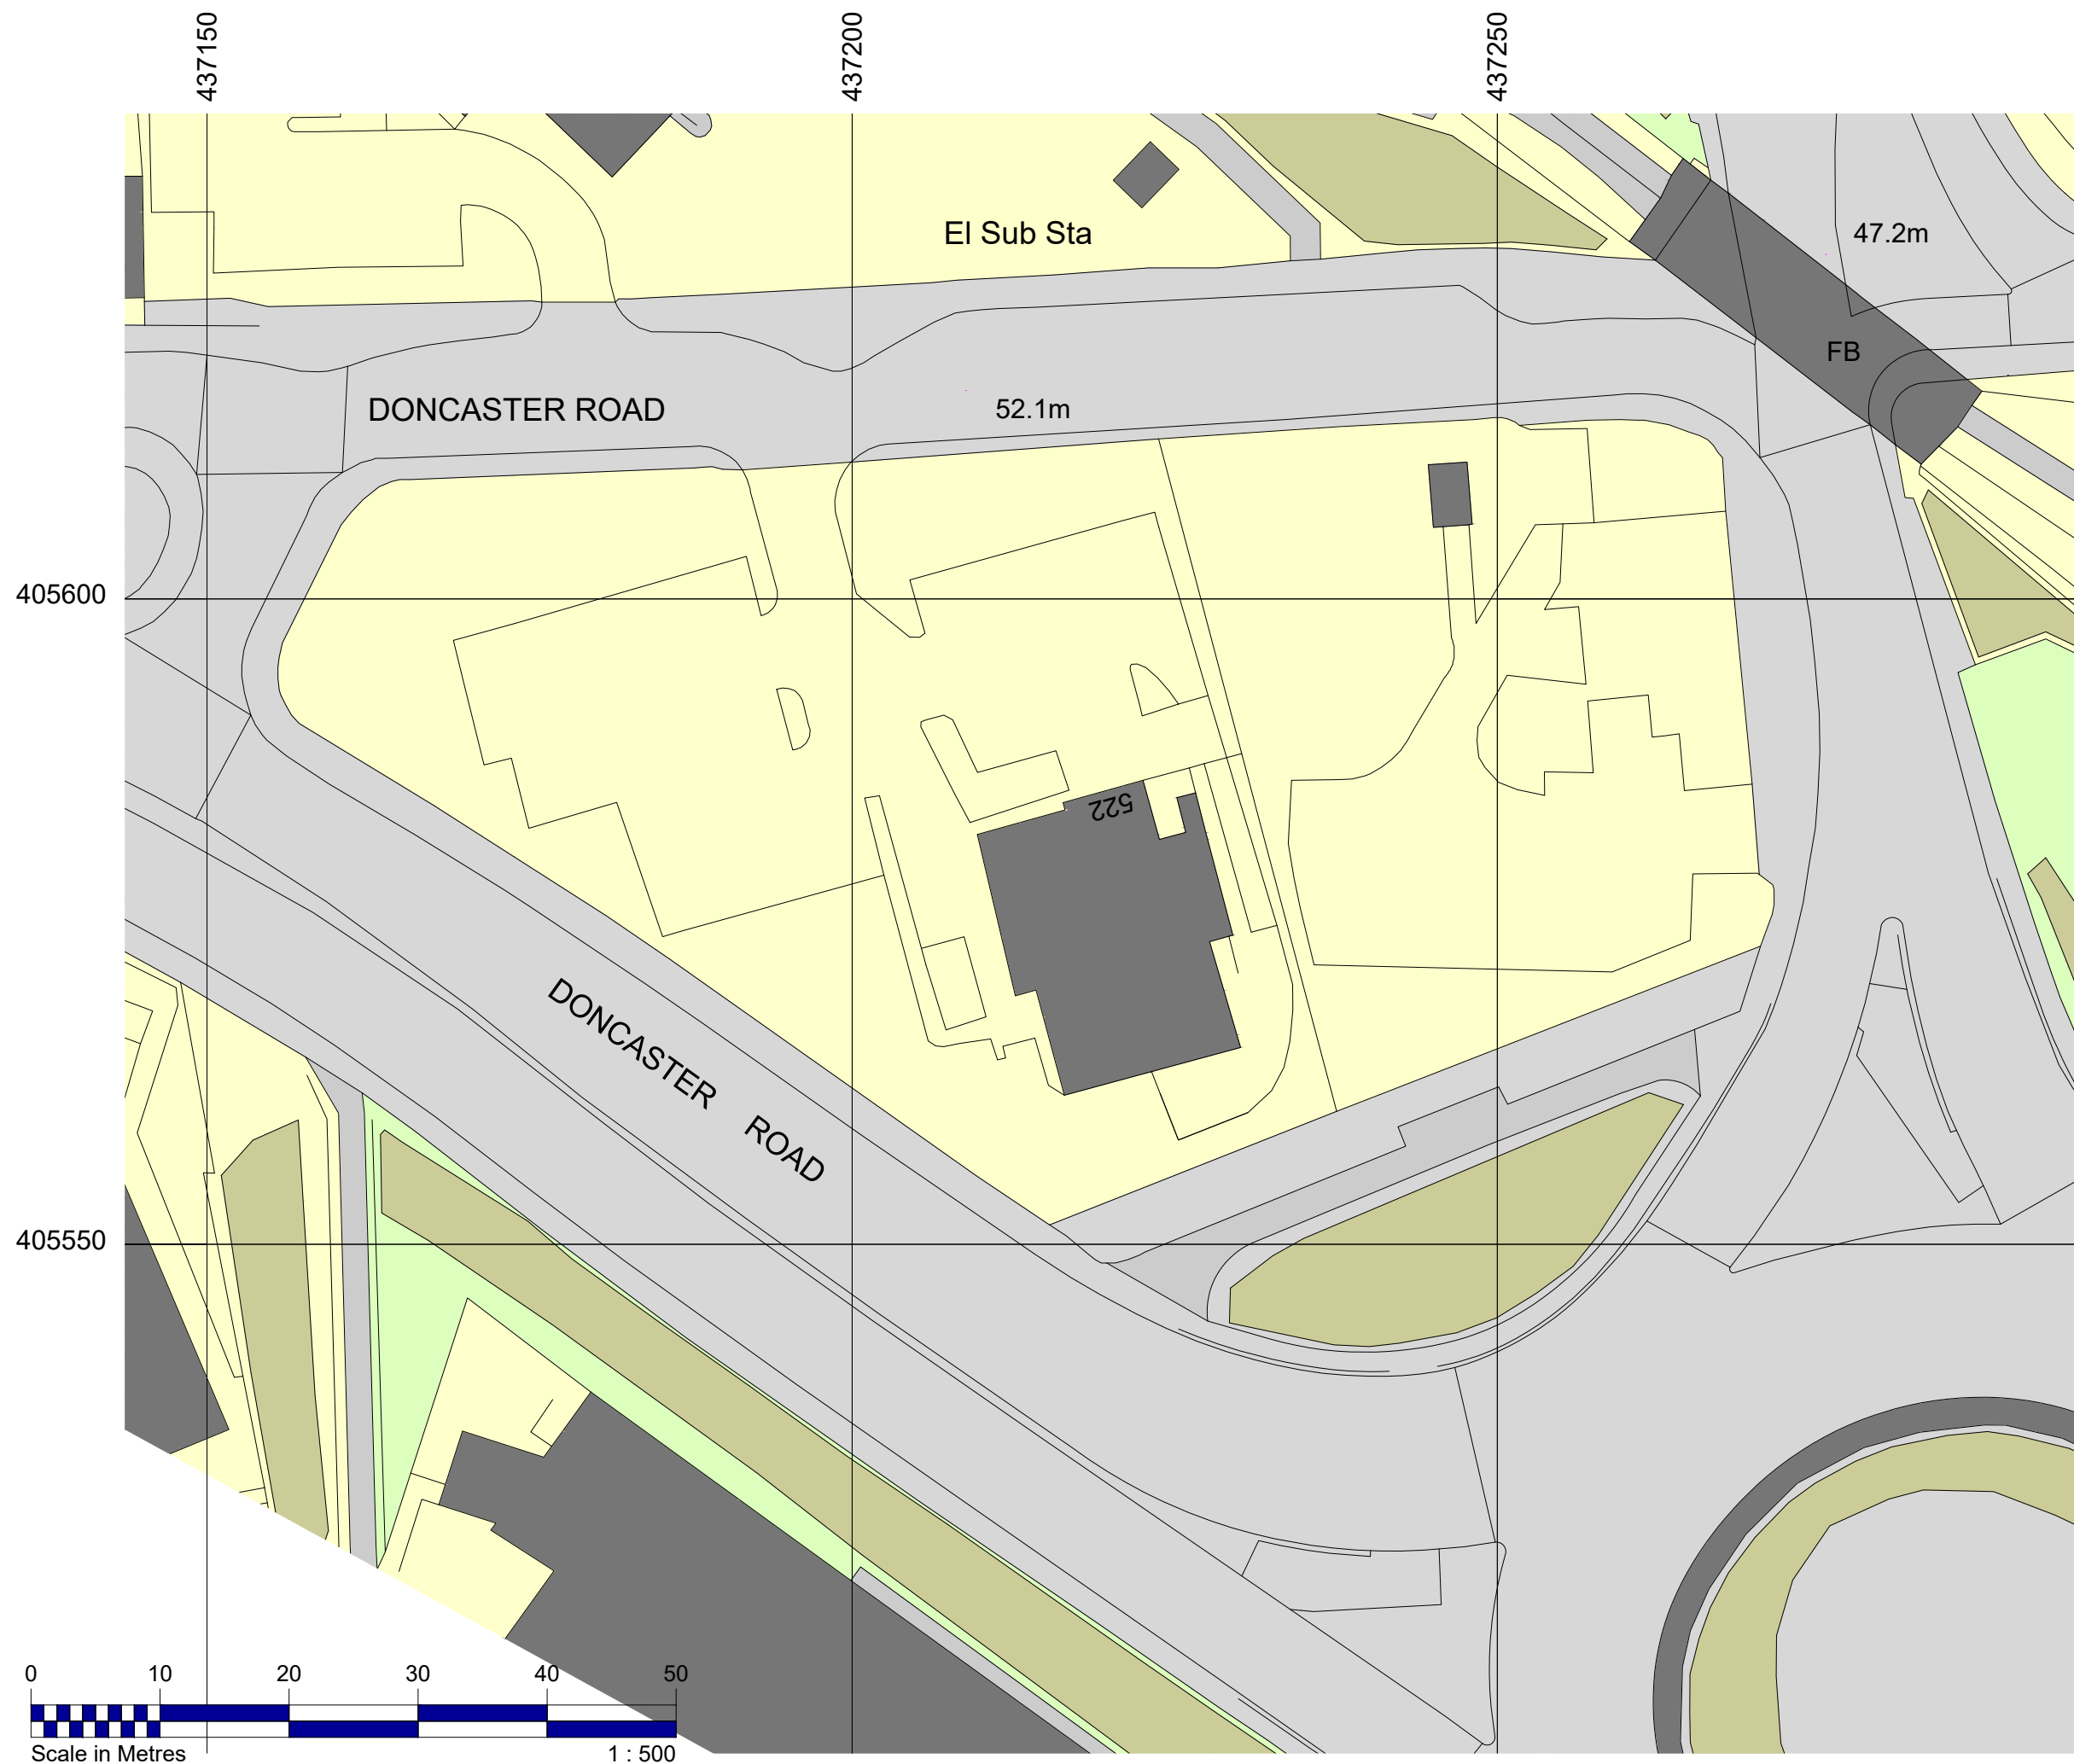 437150
437200
437250
El Sub Sta
47.2m
FB
DONCASTER ROAD
52.1m
405600
522
DONCASTER ROAD
405550
0 10 20 30 40 50
Scale in Metres 1 : 500